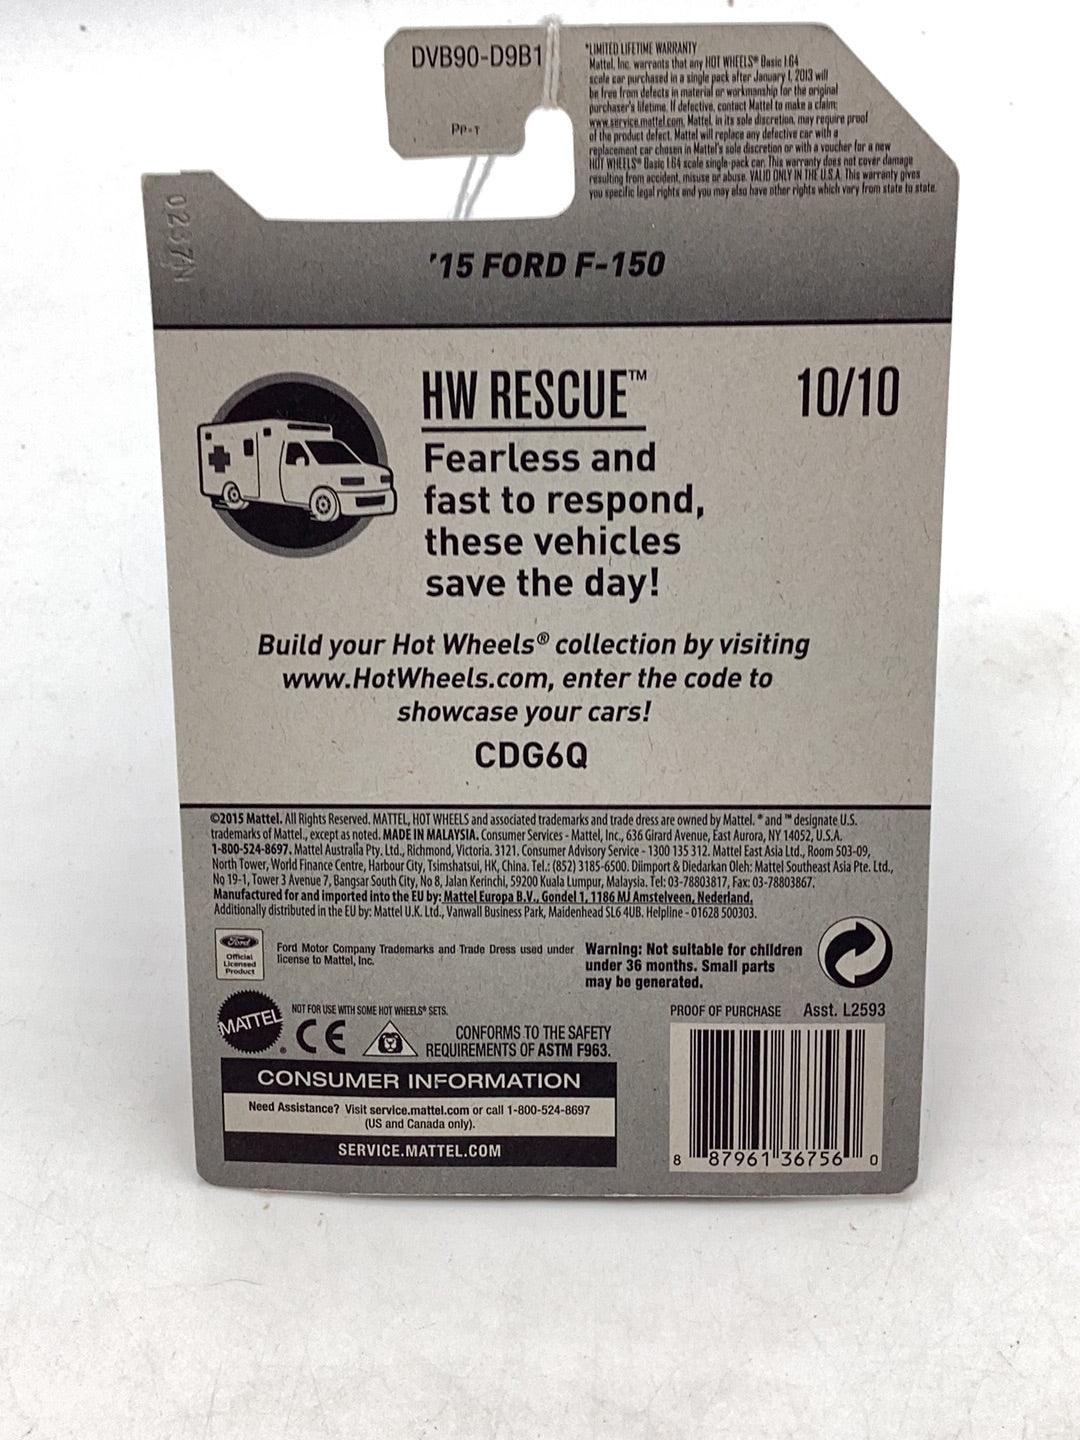 DVB90-D9B1
PP-T
*LIMITED LIFETIME WARRANTY
Mattel, Inc. warrants that any HOT WHEELS® Basic 1:64
scale car purchased in a single pack after January 1, 2013 will
be free from defects in material or workmanship for the original
purchaser's lifetime. If defective, contact Mattel to make a claim:
www.service.mattel.com. Mattel, in its sole discretion, may require proof
of the product defect. Mattel will replace any defective car with a
replacement car chosen in Mattel's sole discretion or with a voucher for a new
HOT WHEELS® Basic 1:64 scale single-pack car. This warranty does not cover damage
resulting from accident, misuse or abuse. VALID ONLY IN THE U.S.A. This warranty gives
you specific legal rights and you may also have other rights which vary from state to state.
'15 FORD F-150
HW RESCUE™
10/10
Fearless and
fast to respond,
these vehicles
save the day!
Build your Hot Wheels® collection by visiting
www.HotWheels.com, enter the code to
showcase your cars!
CDG6Q
©2015 Mattel. All Rights Reserved. MATTEL, HOT WHEELS and associated trademarks and trade dress are owned by Mattel. ® and ™ designate U.S.
trademarks of Mattel., except as noted. MADE IN MALAYSIA. Consumer Services - Mattel, Inc., 636 Girard Avenue, East Aurora, NY 14052, U.S.A.
1-800-524-8697. Mattel Australia Pty. Ltd., Richmond, Victoria. 3121. Consumer Advisory Service - 1300 135 312. Mattel East Asia Ltd., Room 503-09,
North Tower, World Finance Centre, Harbour City, Tsimshatsui, HK, China. Tel.: (852) 3185-6500. Diimport & Diedarkan Oleh: Mattel Southeast Asia Pte. Ltd.,
No 19-1, Tower 3 Avenue 7, Bangsar South City, No 8, Jalan Kerinchi, 59200 Kuala Lumpur, Malaysia. Tel: 03-78803817, Fax: 03-78803867.
Manufactured for and imported into the EU by: Mattel Europa B.V., Gondel 1, 1186 MJ Amstelveen, Nederland.
Additionally distributed in the EU by: Mattel U.K. Ltd., Vanwall Business Park, Maidenhead SL6 4UB. Helpline - 01628 500303.
Ford
Official
Licensed
Product
Ford Motor Company Trademarks and Trade Dress used under
license to Mattel, Inc.
Warning: Not suitable for children
under 36 months. Small parts
may be generated.
MATTEL
NOT FOR USE WITH SOME HOT WHEELS® SETS.
CE
CONFORMS TO THE SAFETY
REQUIREMENTS OF ASTM F963.
PROOF OF PURCHASE Asst. L2593
CONSUMER INFORMATION
Need Assistance? Visit service.mattel.com or call 1-800-524-8697
(US and Canada only).
SERVICE.MATTEL.COM
8 87961 36756 0